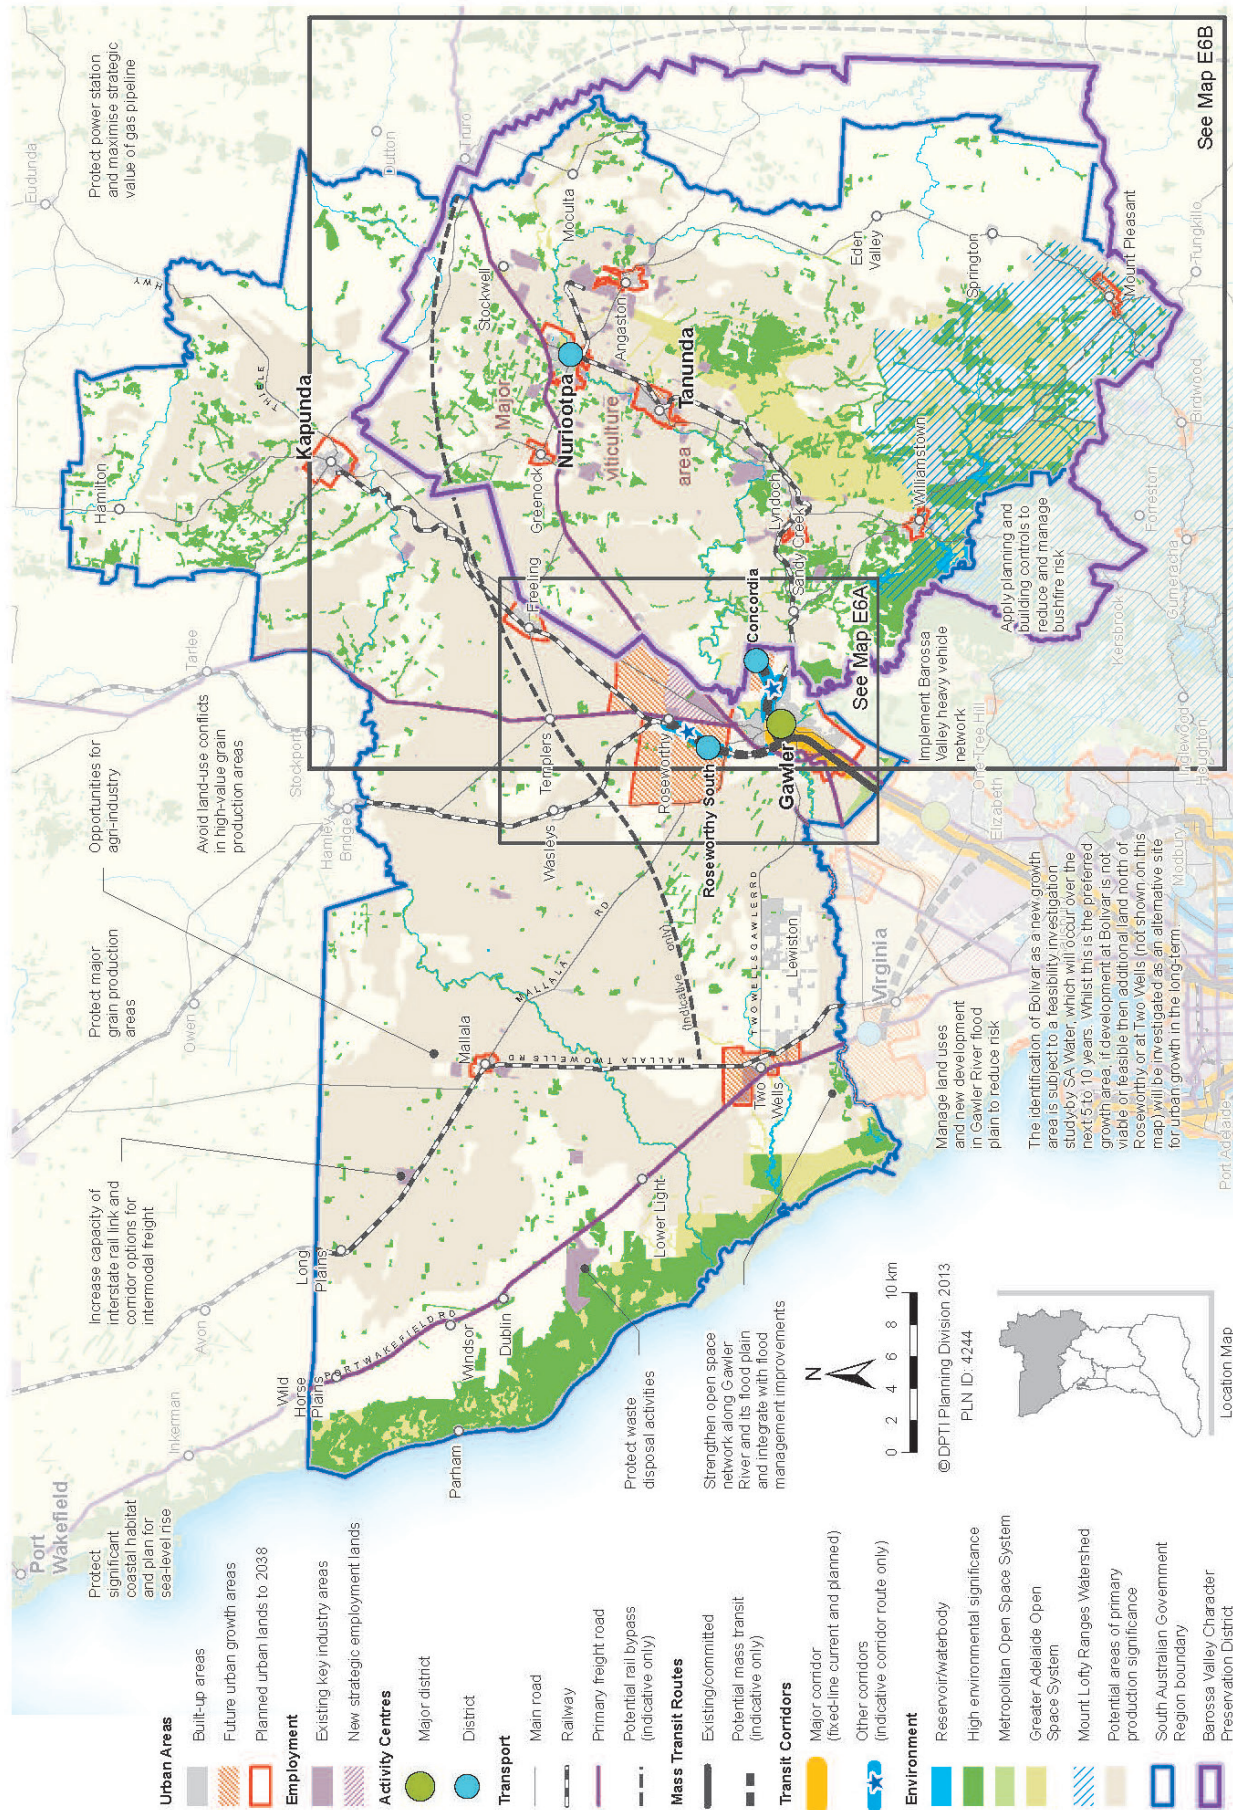 Port
Wakefield
Inkerman
Avon
Owen
Tarlee
Stockport
Hamley
Bridge
Hamilton
Eudunda
Dutton
Truro
THIELE
HWY
Kapunda
Protect
significant
coastal habitat
and plan for
sea-level rise
Increase capacity of
interstate rail link and
corridor options for
intermodal freight
Protect major
grain production
areas
Opportunities for
agri-industry
Avoid land-use conflicts
in high-value grain
production areas
Protect power station
and maximise strategic
value of gas pipeline
Wild
Horse
Plains
Long
Plains
PORT WAKEFIELD RD
Parham
Windsor
Dublin
Lower Light
Mallala
MALLALA TWO WELLS RD
MALLALA
RD
(indicative
only)
TWO WELLS GAWLER RD
Two
Wells
Lewiston
Virginia
Wasleys
Templers
Roseworthy
Roseworthy South
Gawler
Concordia
Freeling
Greenock
Nuriootpa
Stockwell
Moculta
Angaston
Tanunda
Major
viticulture
area
Lyndoch
Sandy Creek
Williamstown
Eden
Valley
Springton
Mount Pleasant
Tungkillo
Birdwood
Forreston
Gumeracha
Kersbrook
Inglewood
Houghton
One Tree Hill
Elizabeth
Modbury
Port Adelaide
See Map E6A
See Map E6B
Implement Barossa
Valley heavy vehicle
network
Apply planning and
building controls to
reduce and manage
bushfire risk
Protect waste
disposal activities
Strengthen open space
network along Gawler
River and its flood plain
and integrate with flood
management improvements
Manage land uses
and new development
in Gawler River flood
plain to reduce risk
The identification of Bolivar as a new growth
area is subject to a feasibility investigation
study by SA Water, which will occur over the
next 5 to 10 years. Whilst this is the preferred
growth area, if development at Bolivar is not
viable or feasible then additional land north of
Roseworthy or at Two Wells (not shown on this
map) will be investigated as an alternative site
for urban growth in the long-term
N
0 2 4 6 8 10 km
© DPTI Planning Division 2013
PLN ID: 4244
Location Map
Urban Areas
Built-up areas
Future urban growth areas
Planned urban lands to 2038
Employment
Existing key industry areas
New strategic employment lands
Activity Centres
Major district
District
Transport
Main road
Railway
Primary freight road
Potential rail bypass
(indicative only)
Mass Transit Routes
Existing/committed
Potential mass transit
(indicative only)
Transit Corridors
Major corridor
(fixed-line current and planned)
Other corridors
(indicative corridor route only)
Environment
Reservoir/waterbody
High environmental significance
Metropolitan Open Space System
Greater Adelaide Open
Space System
Mount Lofty Ranges Watershed
Potential areas of primary
production significance
South Australian Government
Region boundary
Barossa Valley Character
Preservation District